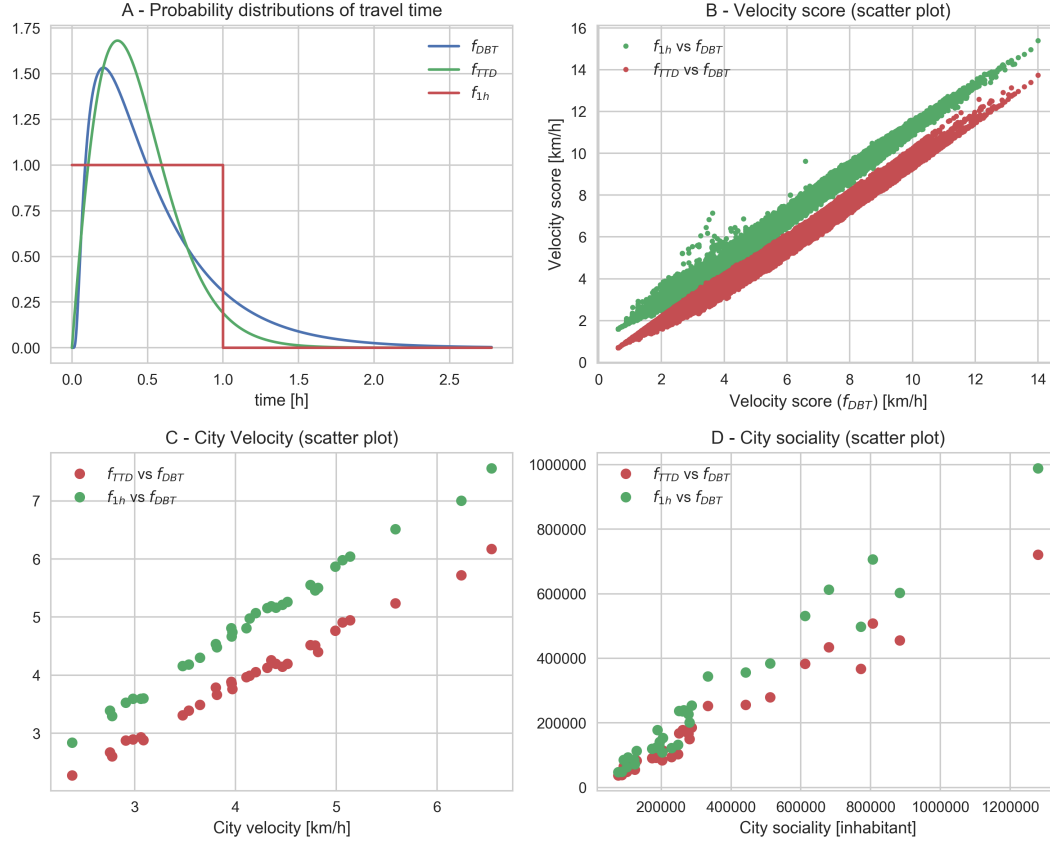 A - Probability distributions of travel time
1.75
1.50
1.25
1.00
0.75
0.50
0.25
0.00
f_DBT
f_TTD
f_1h
0.0 0.5 1.0 1.5 2.0 2.5
time [h]
B - Velocity score (scatter plot)
Velocity score [km/h]
16
14
12
10
8
6
4
2
0
f_1h vs f_DBT
f_TTD vs f_DBT
0 2 4 6 8 10 12 14
Velocity score (f_DBT) [km/h]
C - City Velocity (scatter plot)
7
6
5
4
3
f_TTD vs f_DBT
f_1h vs f_DBT
3 4 5 6
City velocity [km/h]
D - City sociality (scatter plot)
1000000
800000
600000
400000
200000
0
f_TTD vs f_DBT
f_1h vs f_DBT
200000 400000 600000 800000 1000000 1200000
City sociality [inhabitant]